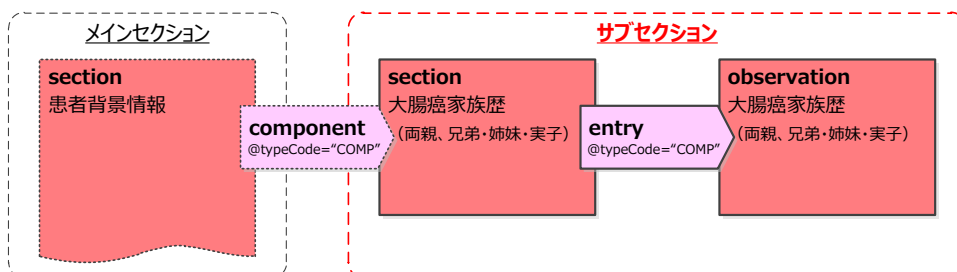 メインセクション
section
患者背景情報
component
@typeCode=“COMP”
サブセクション
section
大腸癌家族歴
（両親、兄弟・姉妹・実子）
entry
@typeCode=“COMP”
observation
大腸癌家族歴
（両親、兄弟・姉妹・実子）